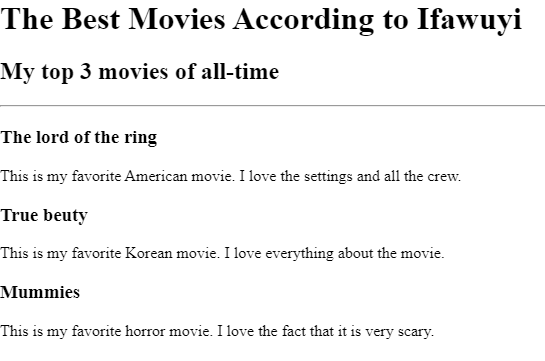 The Best Movies According to Ifawuyi
My top 3 movies of all-time
The lord of the ring
This is my favorite American movie. I love the settings and all the crew.
True beuty
This is my favorite Korean movie. I love everything about the movie.
Mummies
This is my favorite horror movie. I love the fact that it is very scary.